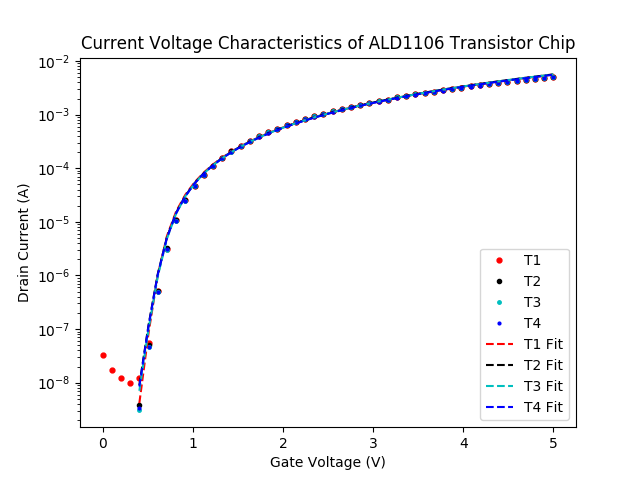 Current Voltage Characteristics of ALD1106 Transistor Chip
Drain Current (A)
10⁻²
10⁻³
10⁻⁴
10⁻⁵
10⁻⁶
10⁻⁷
10⁻⁸
T1
T2
T3
T4
T1 Fit
T2 Fit
T3 Fit
T4 Fit
0 1 2 3 4 5
Gate Voltage (V)